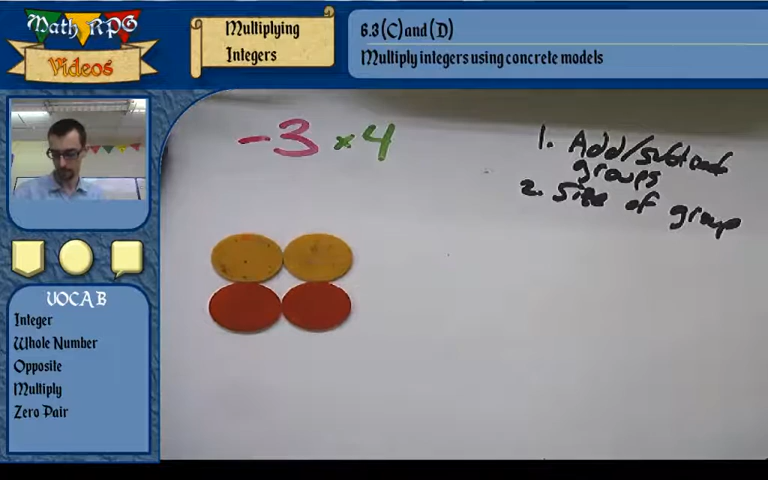 Math RPG
Videos
Multiplying
Integers
6.3(C) and (D)
Multiply integers using concrete models
-3 × 4
1. Add/subtract
groups
2. Size of group
VOCAB
Integer
Whole Number
Opposite
Multiply
Zero Pair